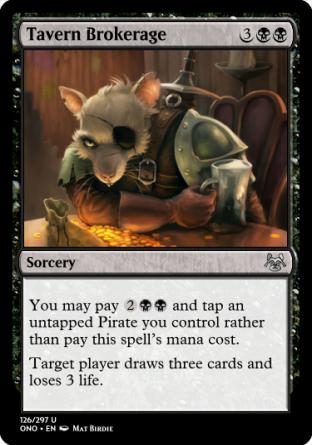 Tavern Brokerage 3
Sorcery
You may pay 2 and tap an
untapped Pirate you control rather
than pay this spell's mana cost.
Target player draws three cards and
loses 3 life.
126/297 U
ONO • EN Mat Birdie